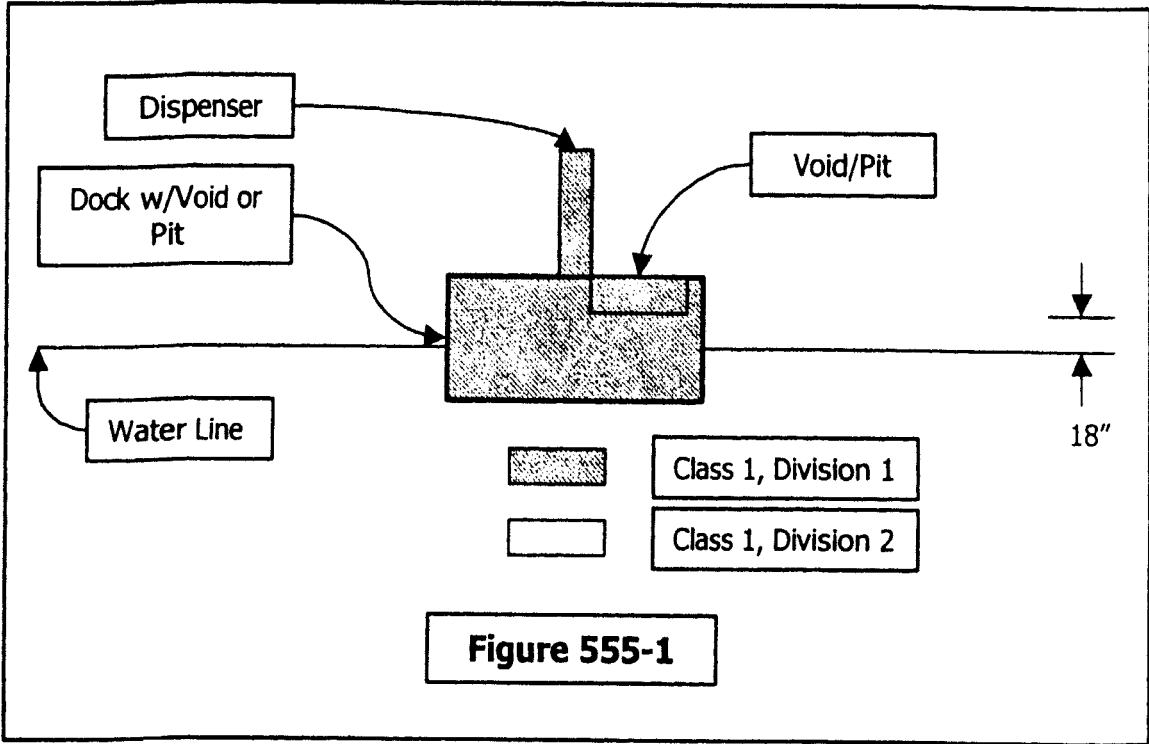 Dispenser
Void/Pit
Dock w/Void or
Pit
Water Line
18"
Class 1, Division 1
Class 1, Division 2
Figure 555-1